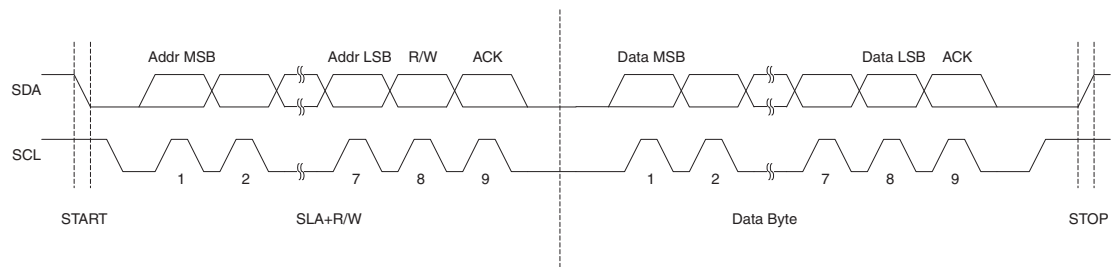 Addr MSB Addr LSB R/W ACK Data MSB Data LSB ACK
SDA
SCL
1 2 7 8 9 1 2 7 8 9
START SLA+R/W Data Byte STOP